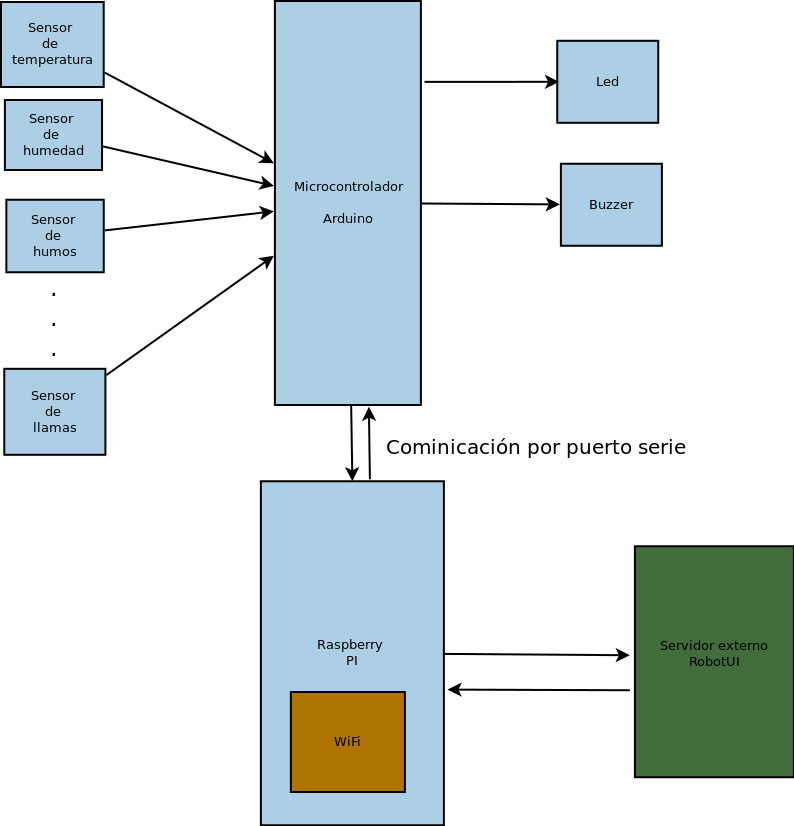 Sensor
de
temperatura
Sensor
de
humedad
Sensor
de
humos
.
.
.
Sensor
de
llamas
Microcontrolador
Arduino
Led
Buzzer
Cominicación por puerto serie
Raspberry
PI
WiFi
Servidor externo
RobotUI